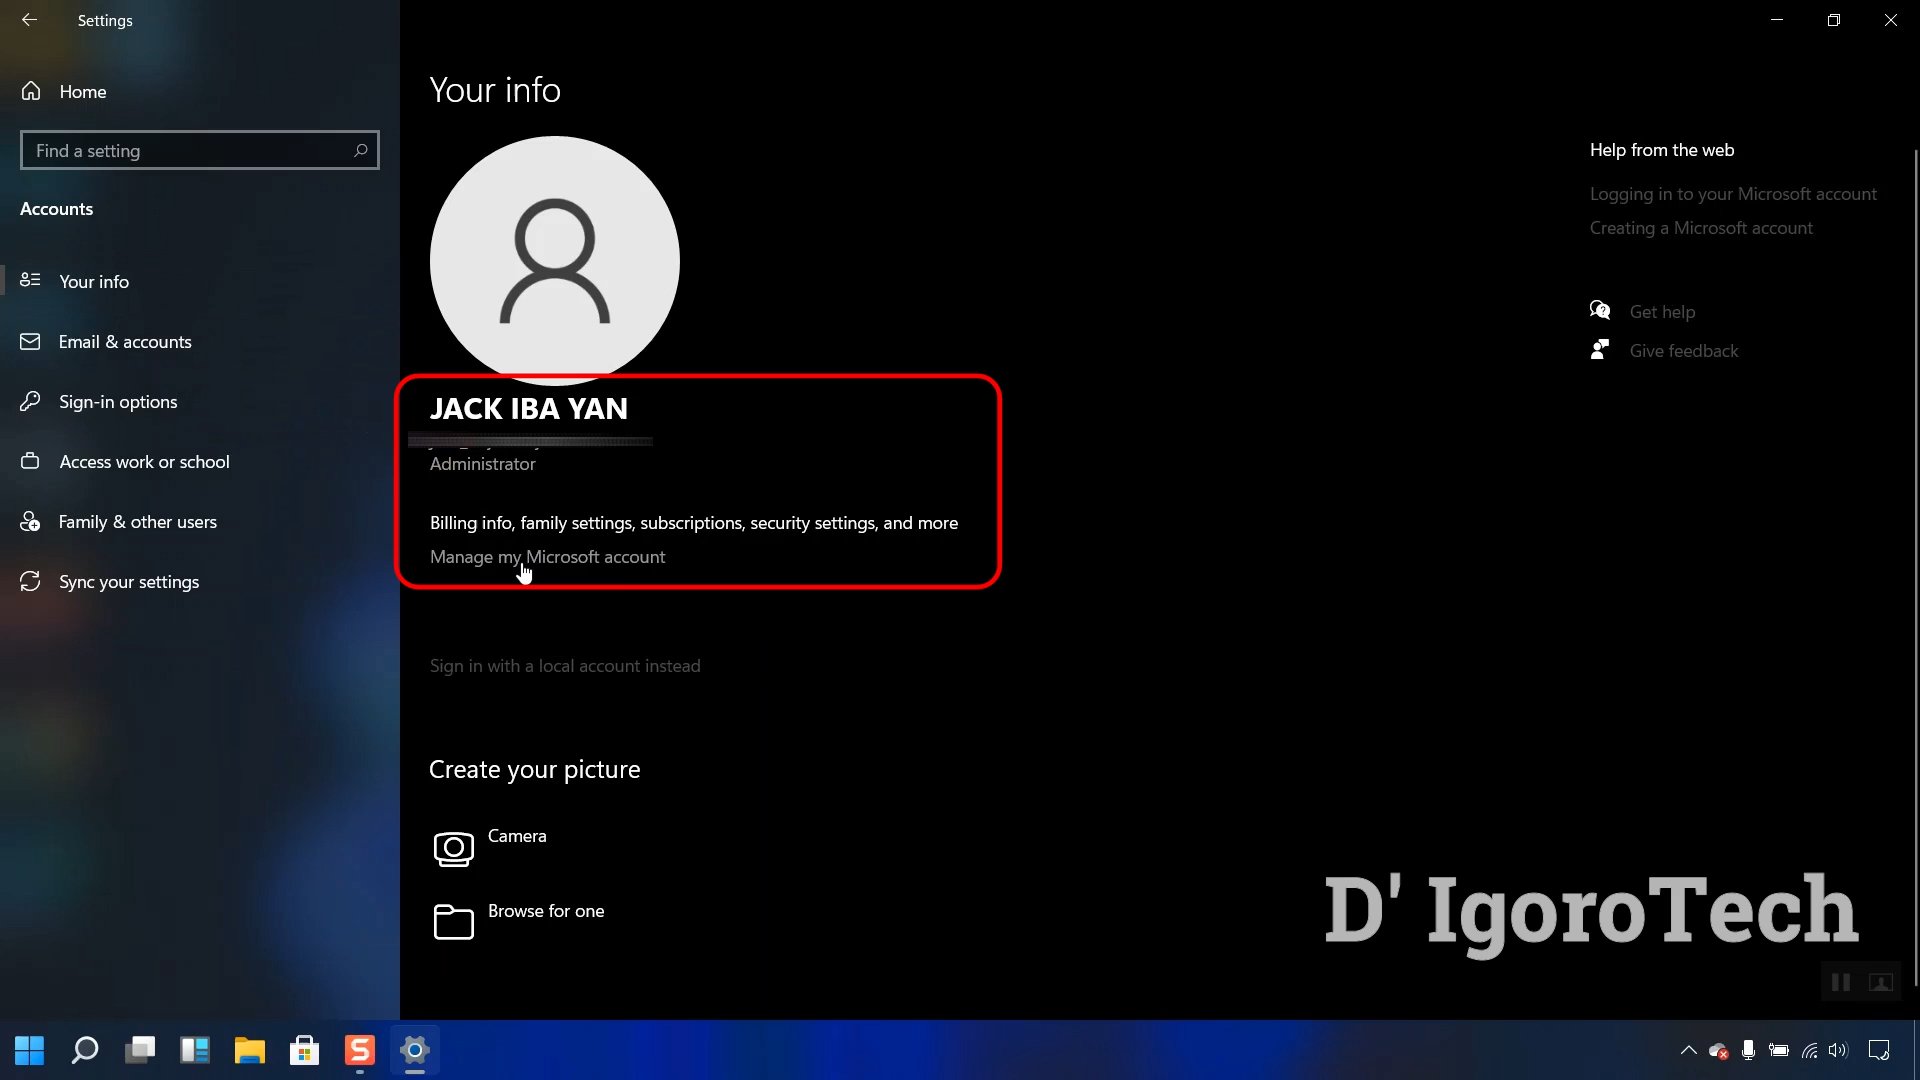 Settings
Home
Find a setting
Accounts
Your info
Email & accounts
Sign-in options
Access work or school
Family & other users
Sync your settings
Your info
JACK IBA YAN
Administrator
Billing info, family settings, subscriptions, security settings, and more
Manage my Microsoft account
Sign in with a local account instead
Create your picture
Camera
Browse for one
Help from the web
Logging in to your Microsoft account
Creating a Microsoft account
Get help
Give feedback
D' IgoroTech